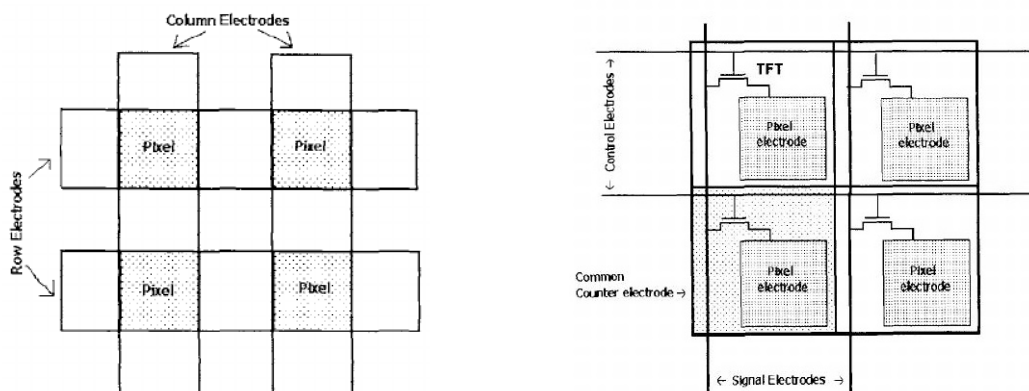 Column Electrodes
Pixel
Pixel
Row Electrodes
Pixel
Pixel
TFT
Control Electrodes
Pixel
electrode
Pixel
electrode
Pixel
electrode
Pixel
electrode
Common
Counter electrode →
← Signal Electrodes →